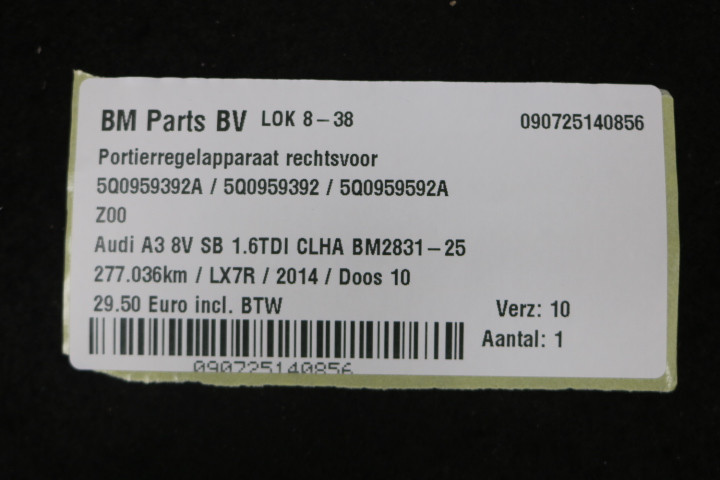 BM Parts BV LOK 8-38 090725140856
Portierregelapparaat rechtsvoor
5Q0959392A / 5Q0959392 / 5Q0959592A
Z00
Audi A3 8V SB 1.6TDI CLHA BM2831-25
277.036km / LX7R / 2014 / Doos 10
29.50 Euro incl. BTW Verz: 10
Aantal: 1
090725140856